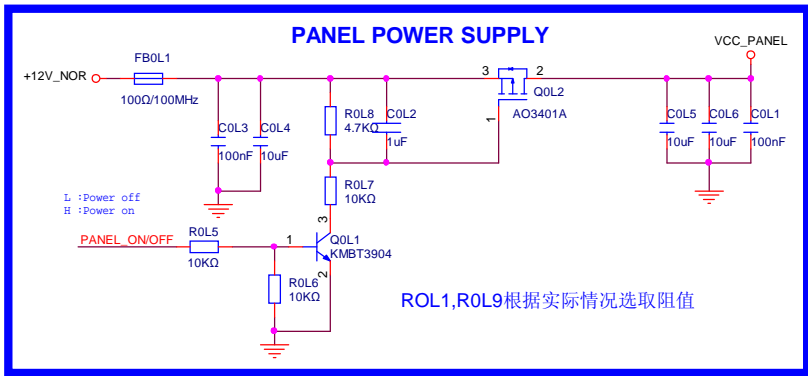 PANEL POWER SUPPLY
VCC_PANEL
FB0L1
+12V_NOR
3
2
Q0L2
100Ω/100MHz
AO3401A
1
R0L8
4.7KΩ
C0L2
1uF
C0L3
100nF
C0L4
10uF
C0L5
10uF
C0L6
10uF
C0L1
100nF
R0L7
10KΩ
L :Power off
H :Power on
3
PANEL_ON/OFF
R0L5
10KΩ
1
Q0L1
KMBT3904
2
R0L6
10KΩ
ROL1,R0L9根据实际情况选取阻值